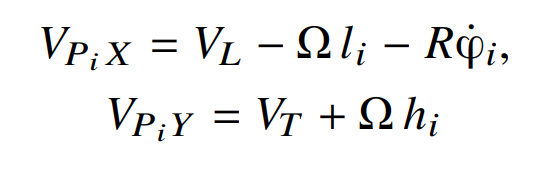 V_{P_i X} = V_L − Ω l_i − Rφ̇_i,
V_{P_i Y} = V_T + Ω h_i